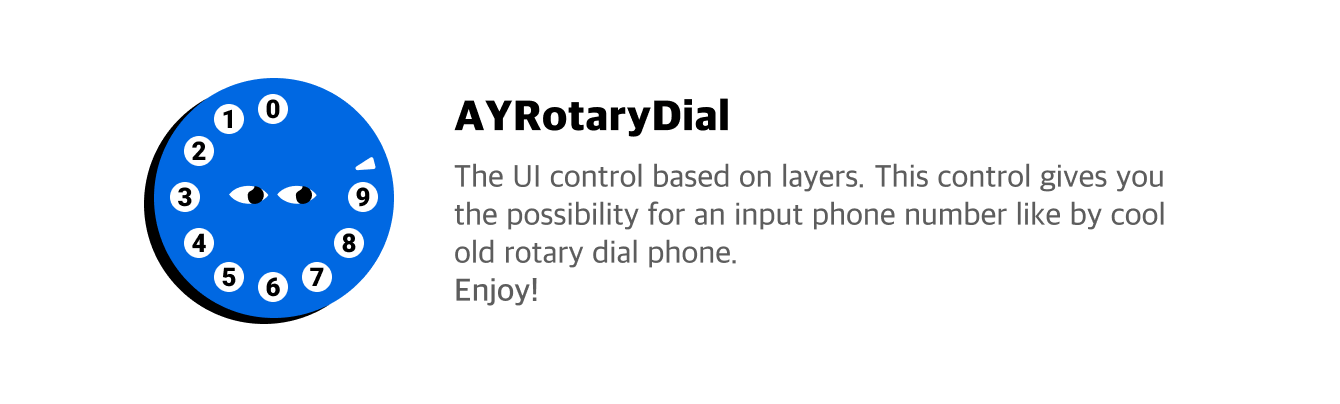 0
1
2
3
4
5
6
7
8
9
AYRotaryDial
The UI control based on layers. This control gives you
the possibility for an input phone number like by cool
old rotary dial phone.
Enjoy!